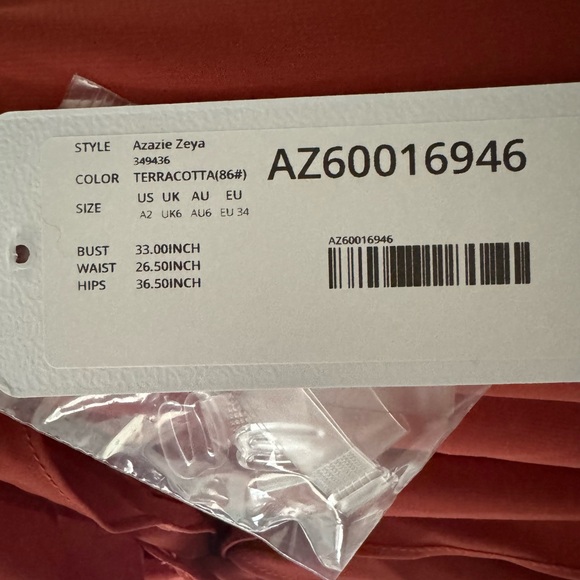 STYLE Azazie Zeya
349436
COLOR TERRACOTTA(86#)
SIZE US UK AU EU
A2 UK6 AU6 EU 34
BUST 33.00INCH
WAIST 26.50INCH
HIPS 36.50INCH
AZ60016946
AZ60016946